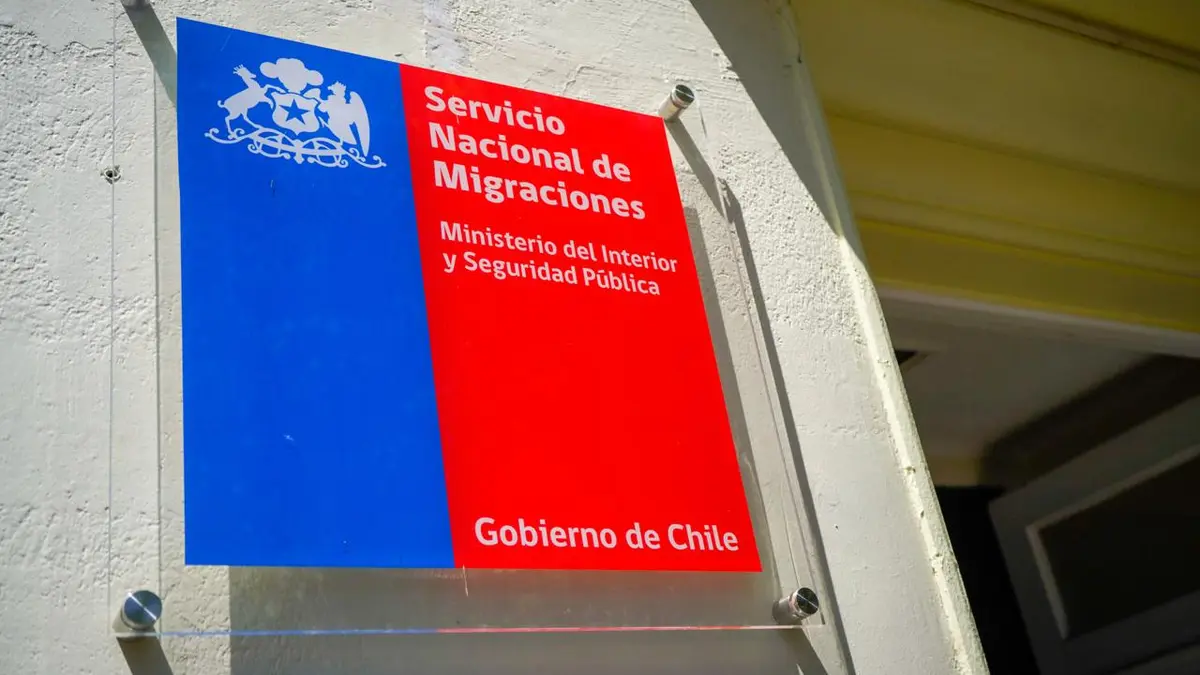 Servicio
Nacional de
Migraciones
Ministerio del Interior
y Seguridad Pública
Gobierno de Chile